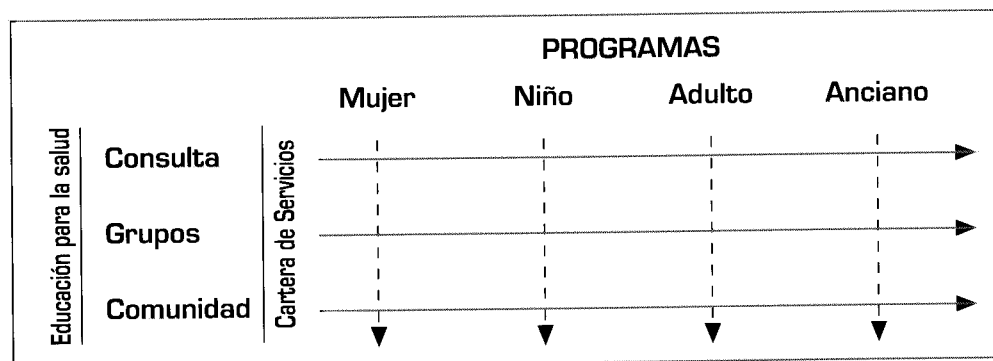 PROGRAMAS
Mujer Niño Adulto Anciano
Educación para la salud
Consulta
Grupos
Comunidad
Cartera de Servicios